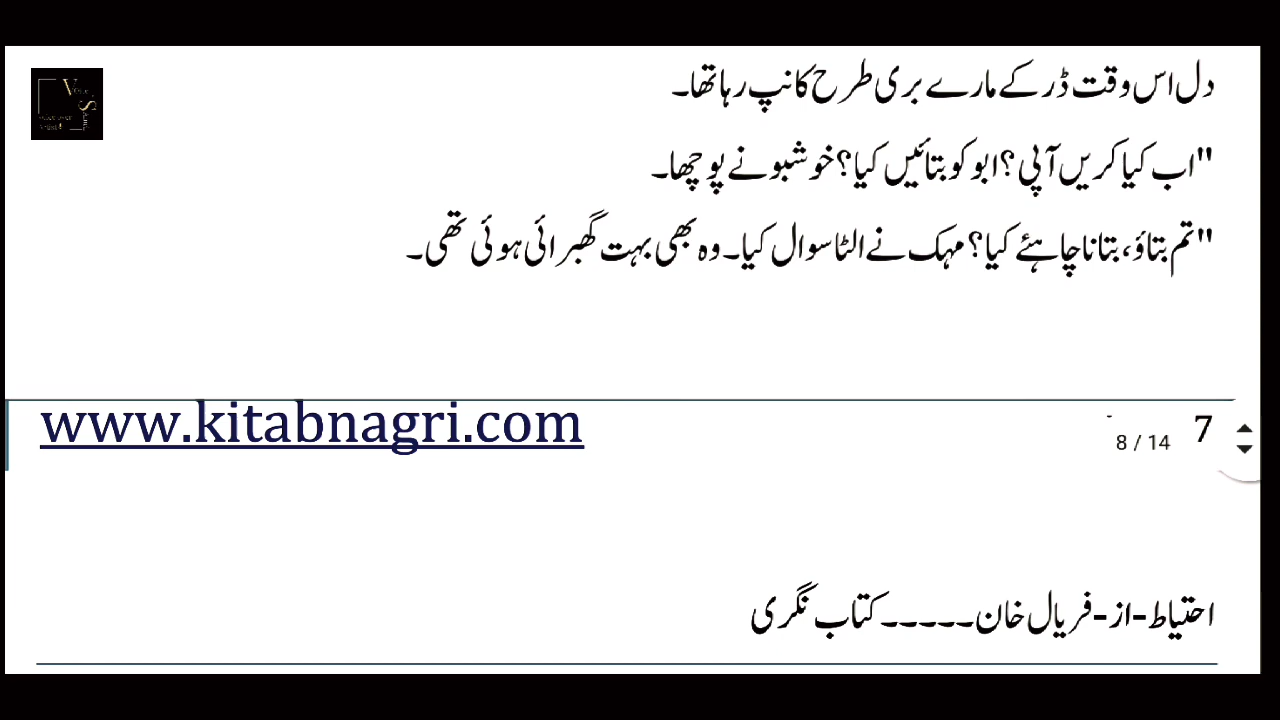 دل اس وقت ڈر کے مارے بری طرح کانپ رہا تھا۔
"اب کیا کریں آپی؟ ابو کو بتائیں کیا؟ خوشبو نے پوچھا۔
"تم بتاؤ، بتانا چاہئے کیا؟ مہک نے الٹا سوال کیا۔ وہ بھی بہت گھبرائی ہوئی تھی۔
www.kitabnagri.com
7
8 / 14
احتیاط-از-فریال خان۔۔۔۔۔ کتاب نگری